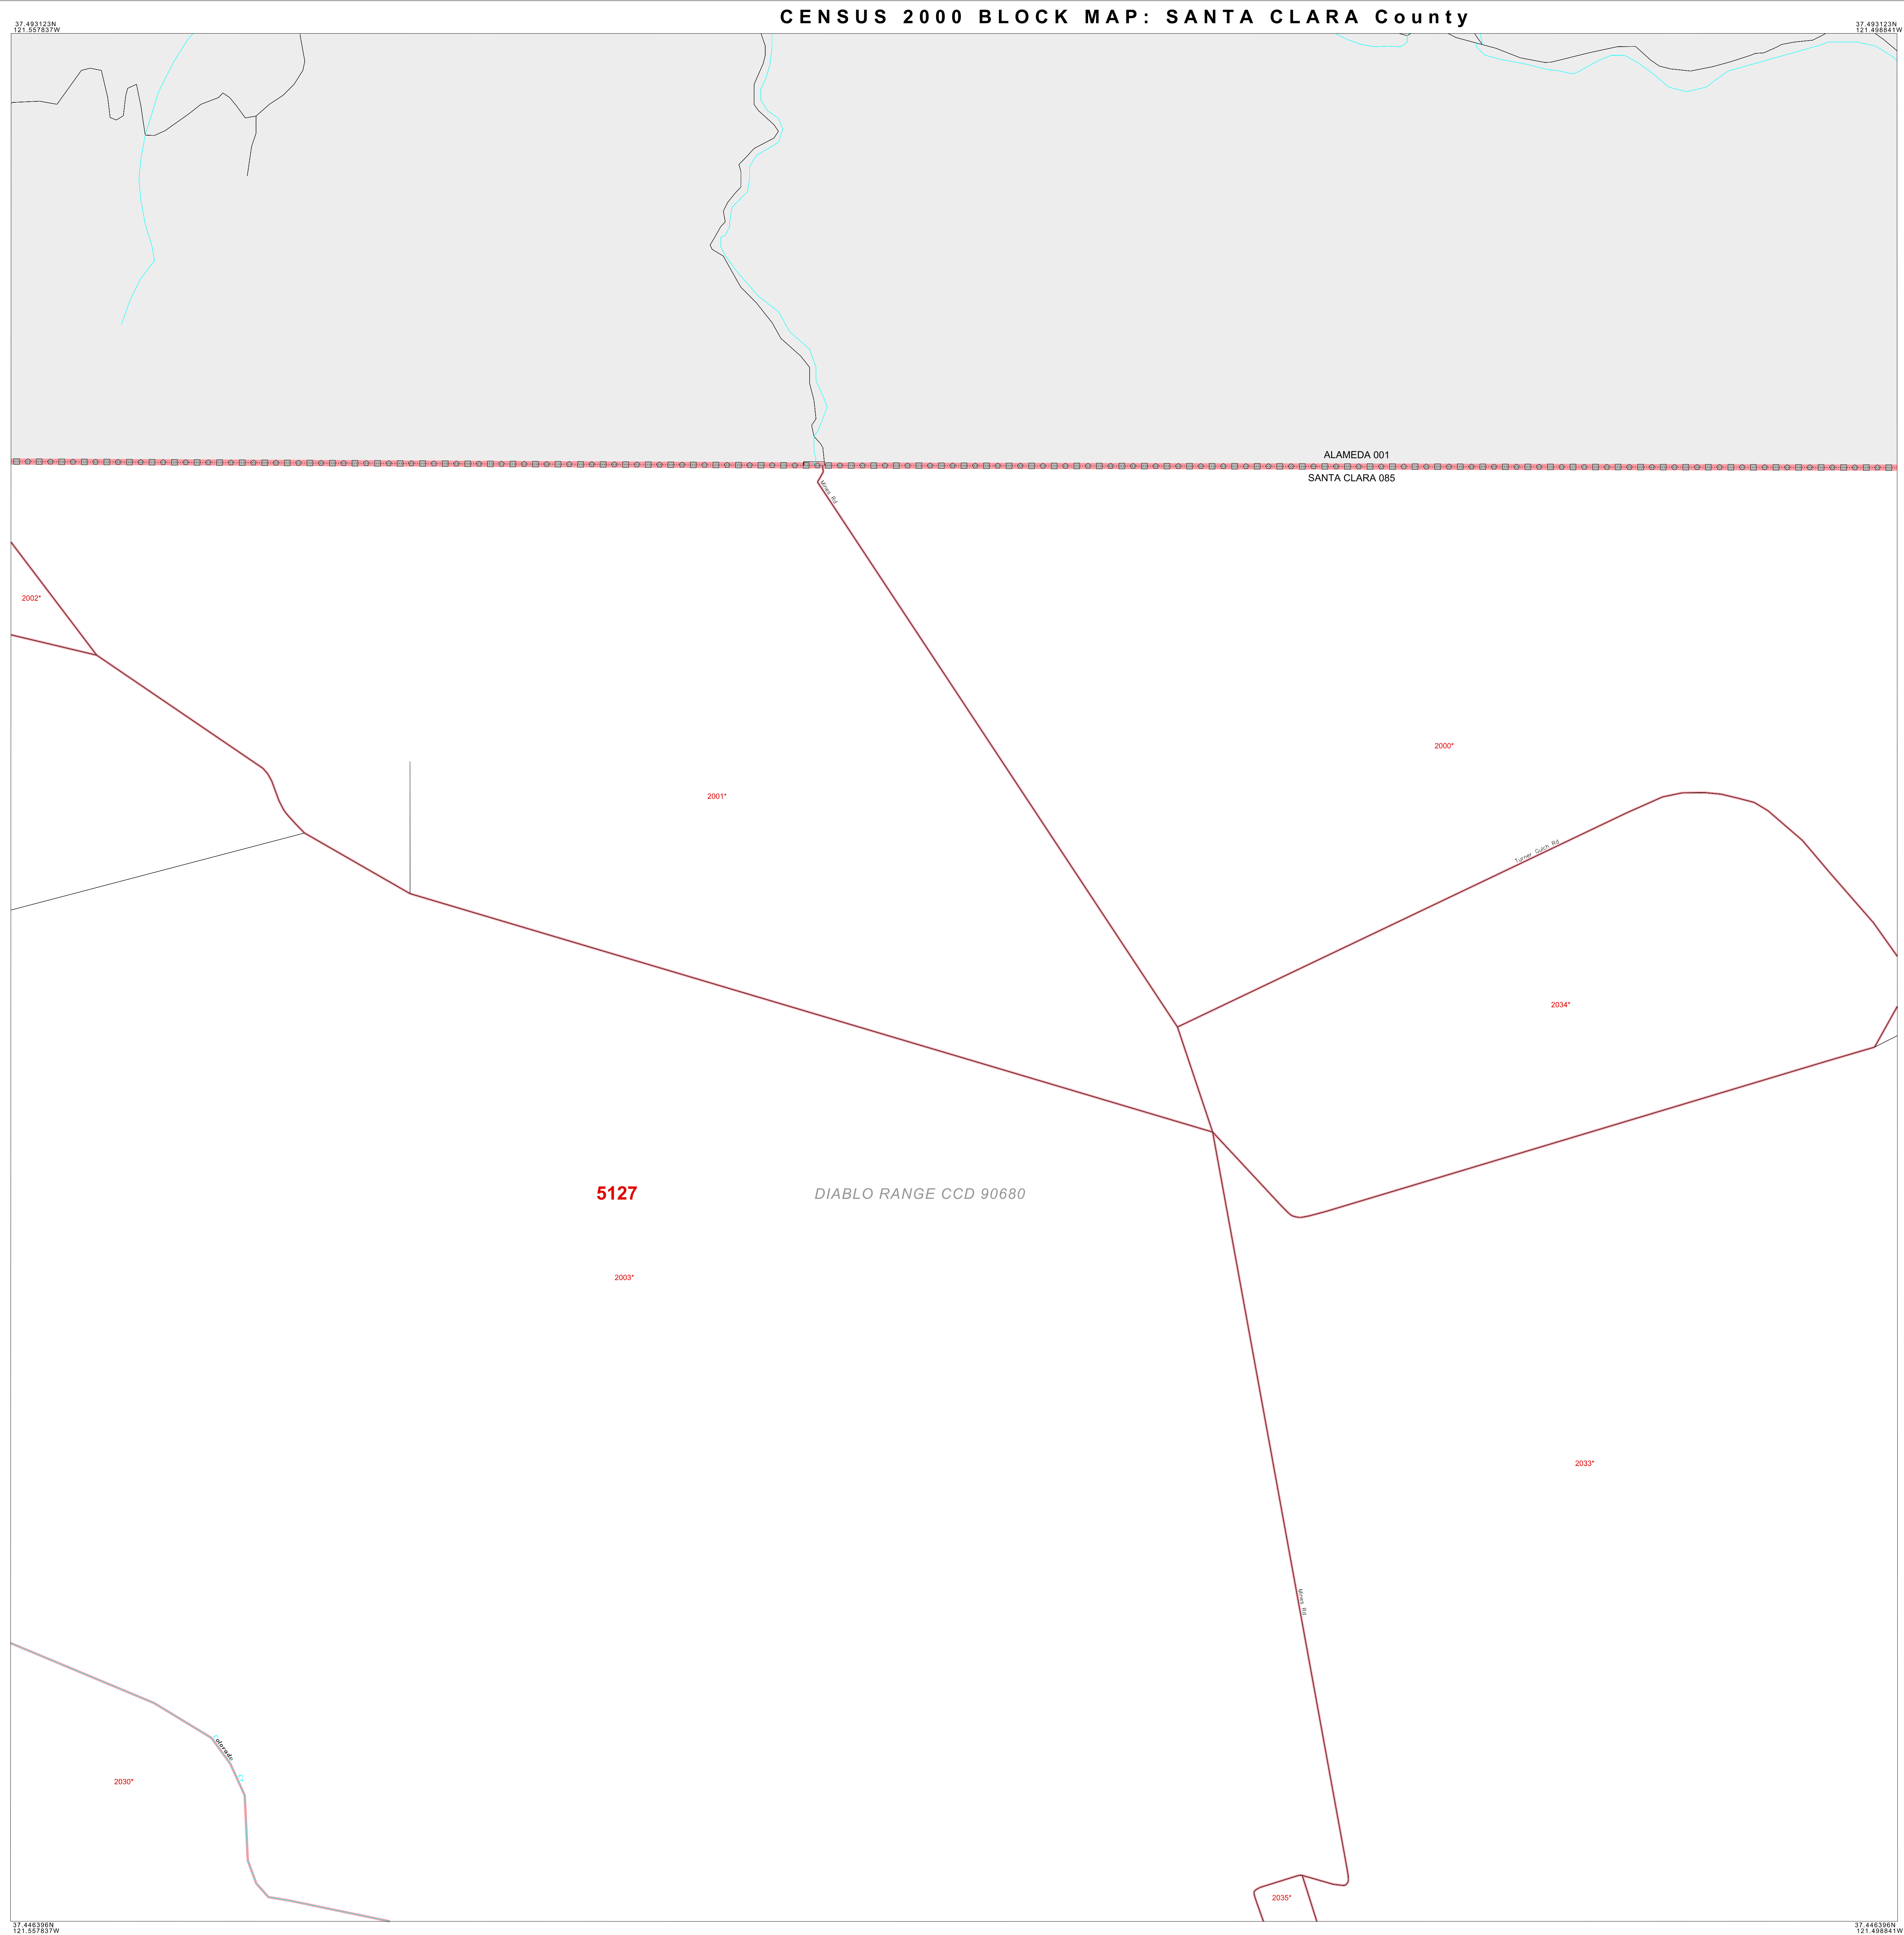 CENSUS 2000 BLOCK MAP: SANTA CLARA County
37.493123N
121.557837W
37.493123N
121.498841W
ALAMEDA 001
SANTA CLARA 085
Mines Rd
2002*
2000*
2001*
Turner Gulch Rd
2034*
5127
DIABLO RANGE CCD 90680
2003*
2033*
Mines Rd
Colorado Cr
2030*
2035*
37.446396N
121.557837W
37.446396N
121.498841W